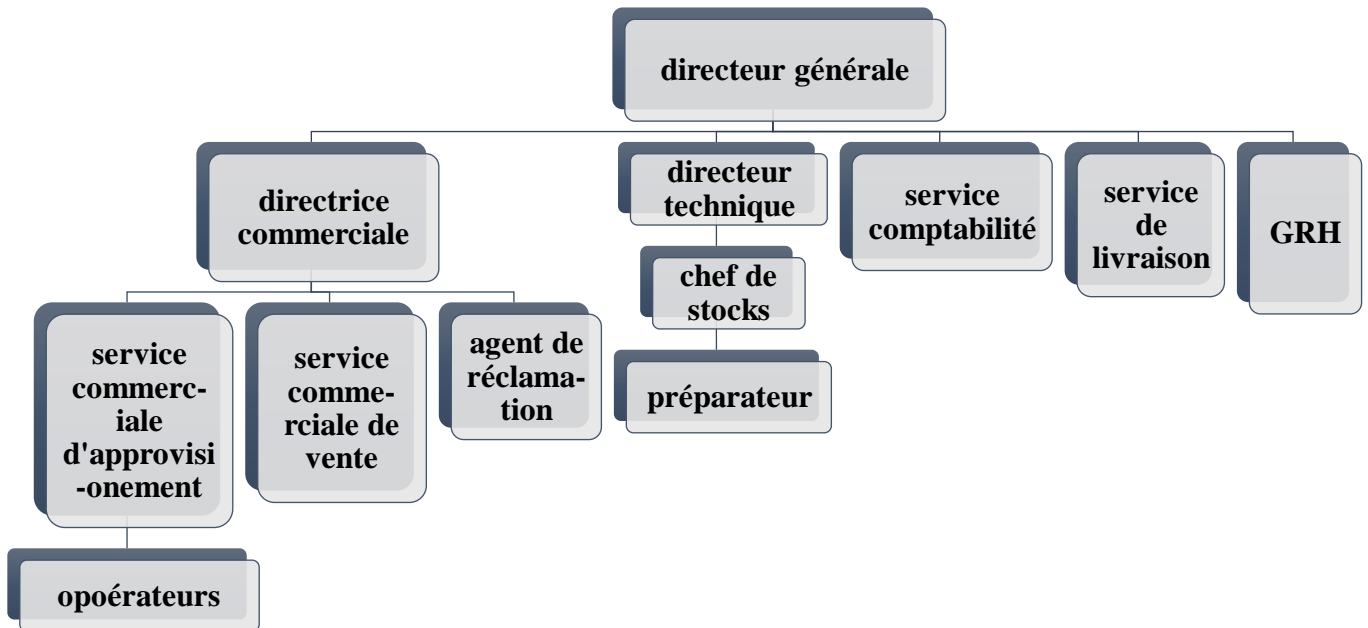 directeur générale
directrice
commerciale
directeur
technique
service
comptabilité
service
de
livraison
GRH
chef de
stocks
service
commerc-
iale
d'approvisi
-onement
service
comme-
rciale de
vente
agent de
réclama-
tion
préparateur
opoérateurs